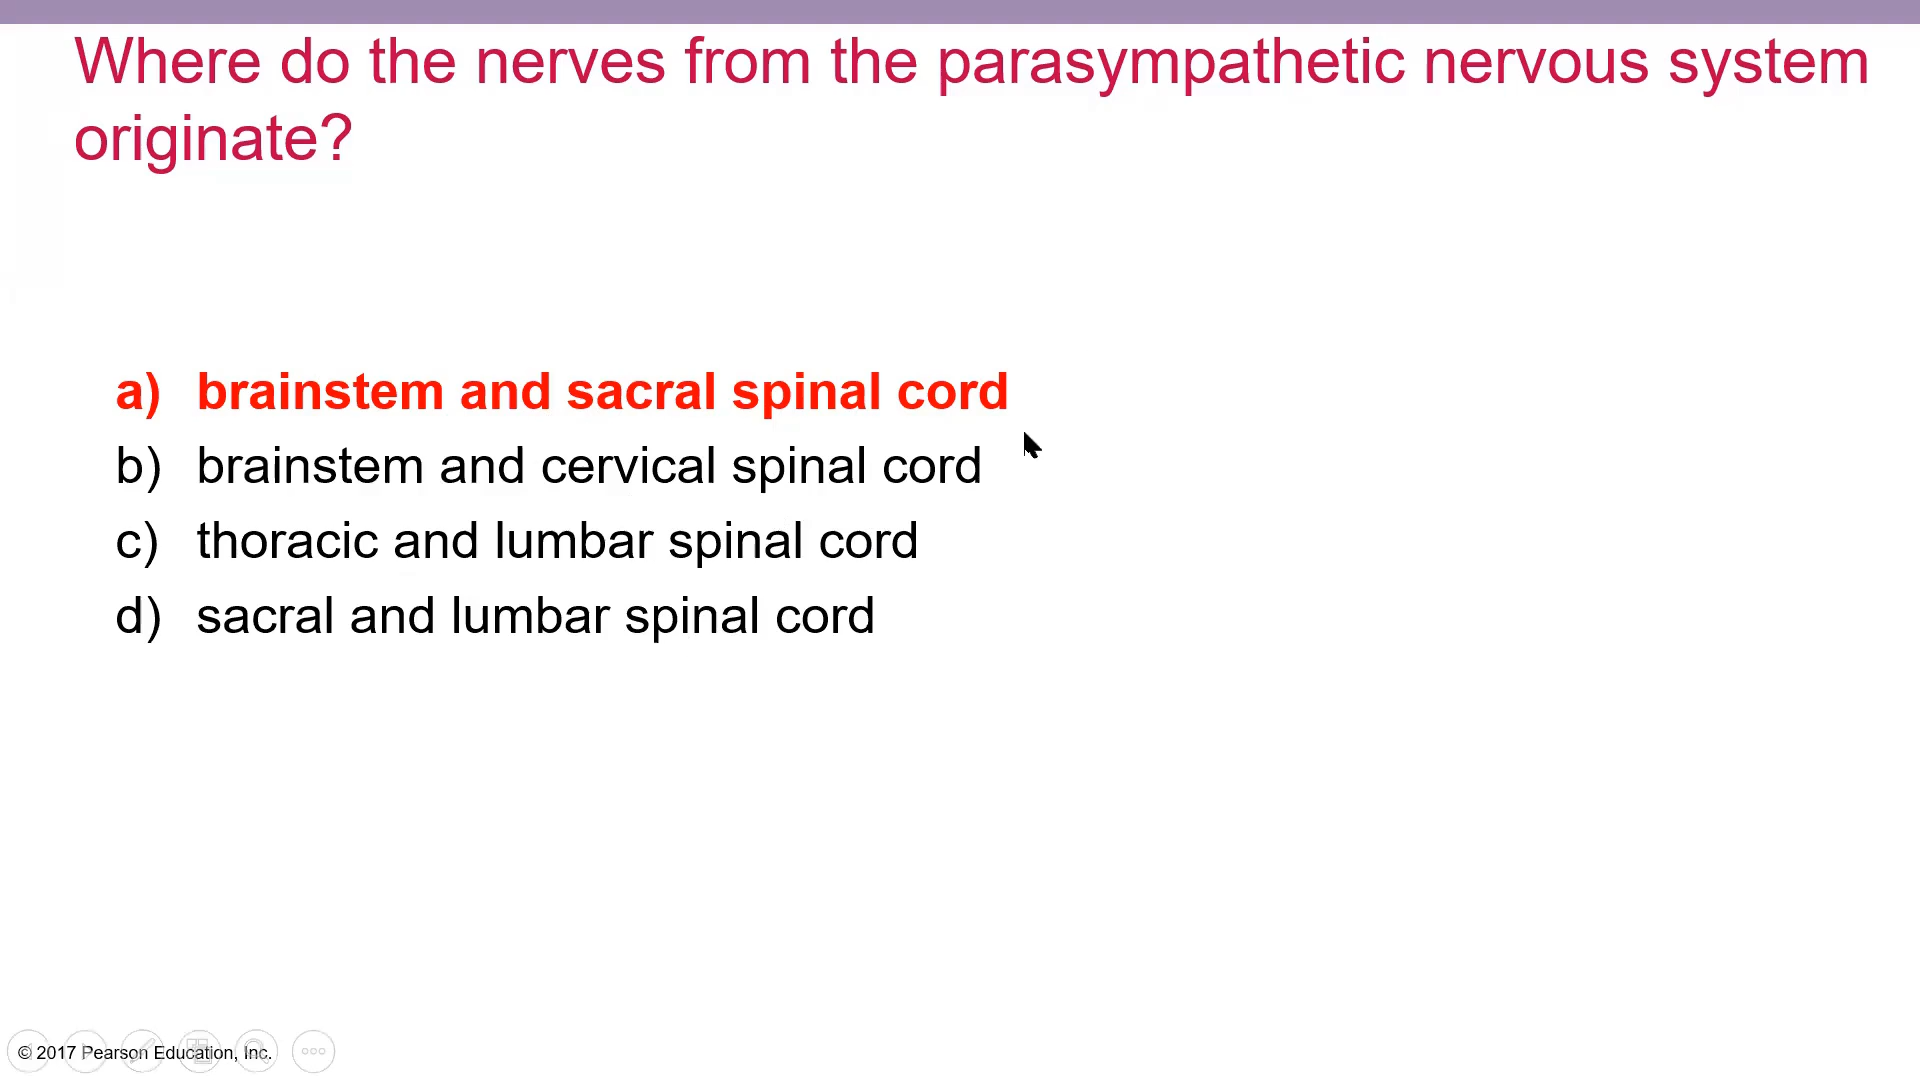 Where do the nerves from the parasympathetic nervous system
originate?
a) brainstem and sacral spinal cord
b) brainstem and cervical spinal cord
c) thoracic and lumbar spinal cord
d) sacral and lumbar spinal cord
© 2017 Pearson Education, Inc.